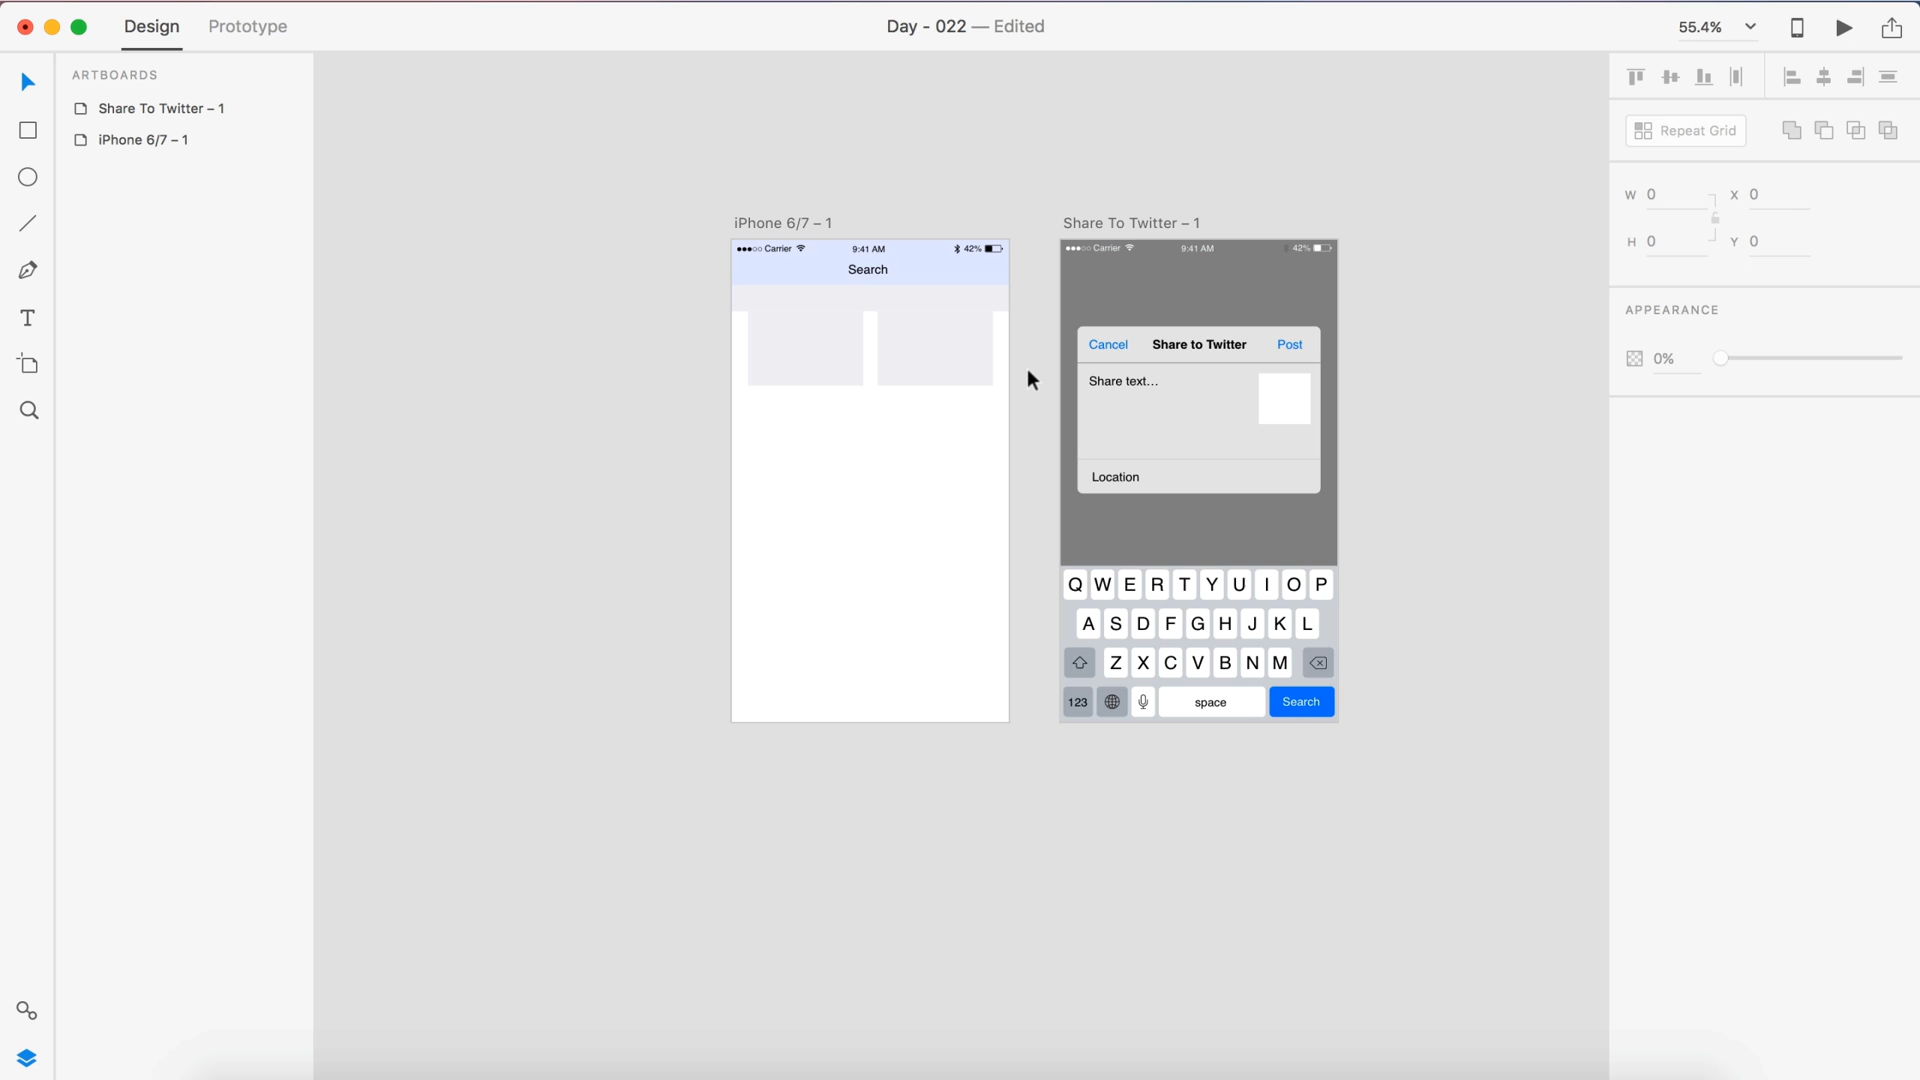 Design
Prototype
Day - 022 — Edited
55.4%
ARTBOARDS
Share To Twitter – 1
iPhone 6/7 – 1
Repeat Grid
W 0
X 0
H 0
Y 0
APPEARANCE
0%
iPhone 6/7 – 1
Carrier
9:41 AM
42%
Search
Share To Twitter – 1
Carrier
9:41 AM
42%
Cancel
Share to Twitter
Post
Share text...
Location
Q W E R T Y U I O P
A S D F G H J K L
Z X C V B N M
123
space
Search